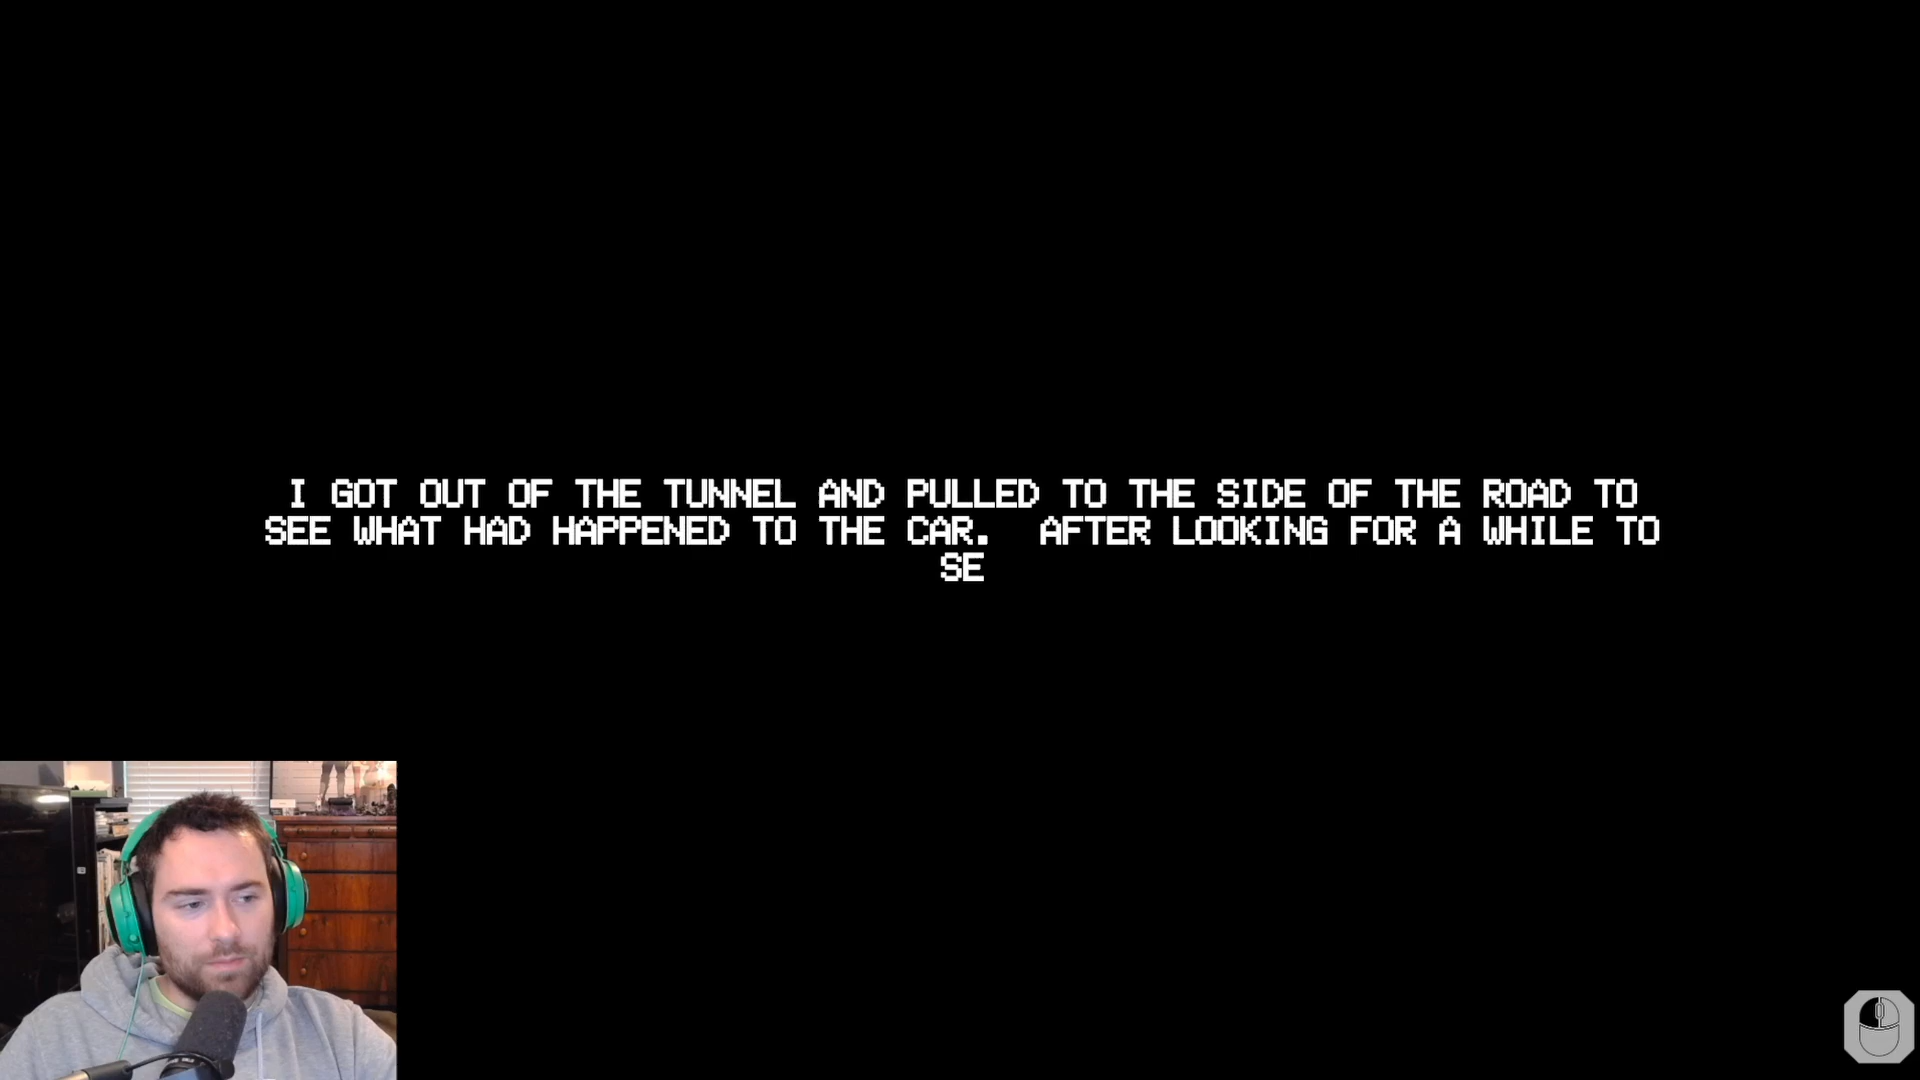 I GOT OUT OF THE TUNNEL AND PULLED TO THE SIDE OF THE ROAD TO
SEE WHAT HAD HAPPENED TO THE CAR.  AFTER LOOKING FOR A WHILE TO
SE